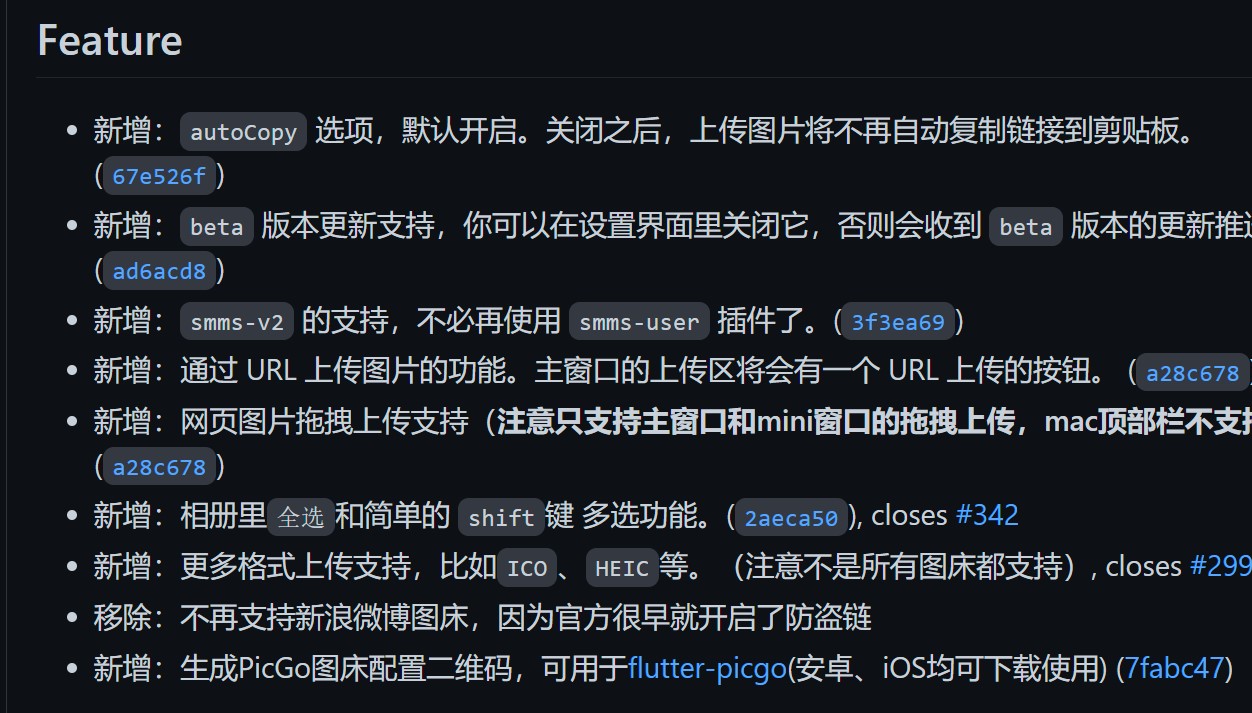 Feature
新增：autoCopy 选项，默认开启。关闭之后，上传图片将不再自动复制链接到剪贴板。
(67e526f)
新增：beta 版本更新支持，你可以在设置界面里关闭它，否则会收到 beta 版本的更新推
(ad6acd8)
新增：smms-v2 的支持，不必再使用 smms-user 插件了。(3f3ea69)
新增：通过 URL 上传图片的功能。主窗口的上传区将会有一个 URL 上传的按钮。 (a28c678)
新增：网页图片拖拽上传支持（注意只支持主窗口和mini窗口的拖拽上传，mac顶部栏不支
(a28c678)
新增：相册里全选和简单的 shift键 多选功能。(2aeca50), closes #342
新增：更多格式上传支持，比如ICO、HEIC等。（注意不是所有图床都支持）, closes #299
移除：不再支持新浪微博图床，因为官方很早就开启了防盗链
新增：生成PicGo图床配置二维码，可用于flutter-picgo(安卓、iOS均可下载使用) (7fabc47)